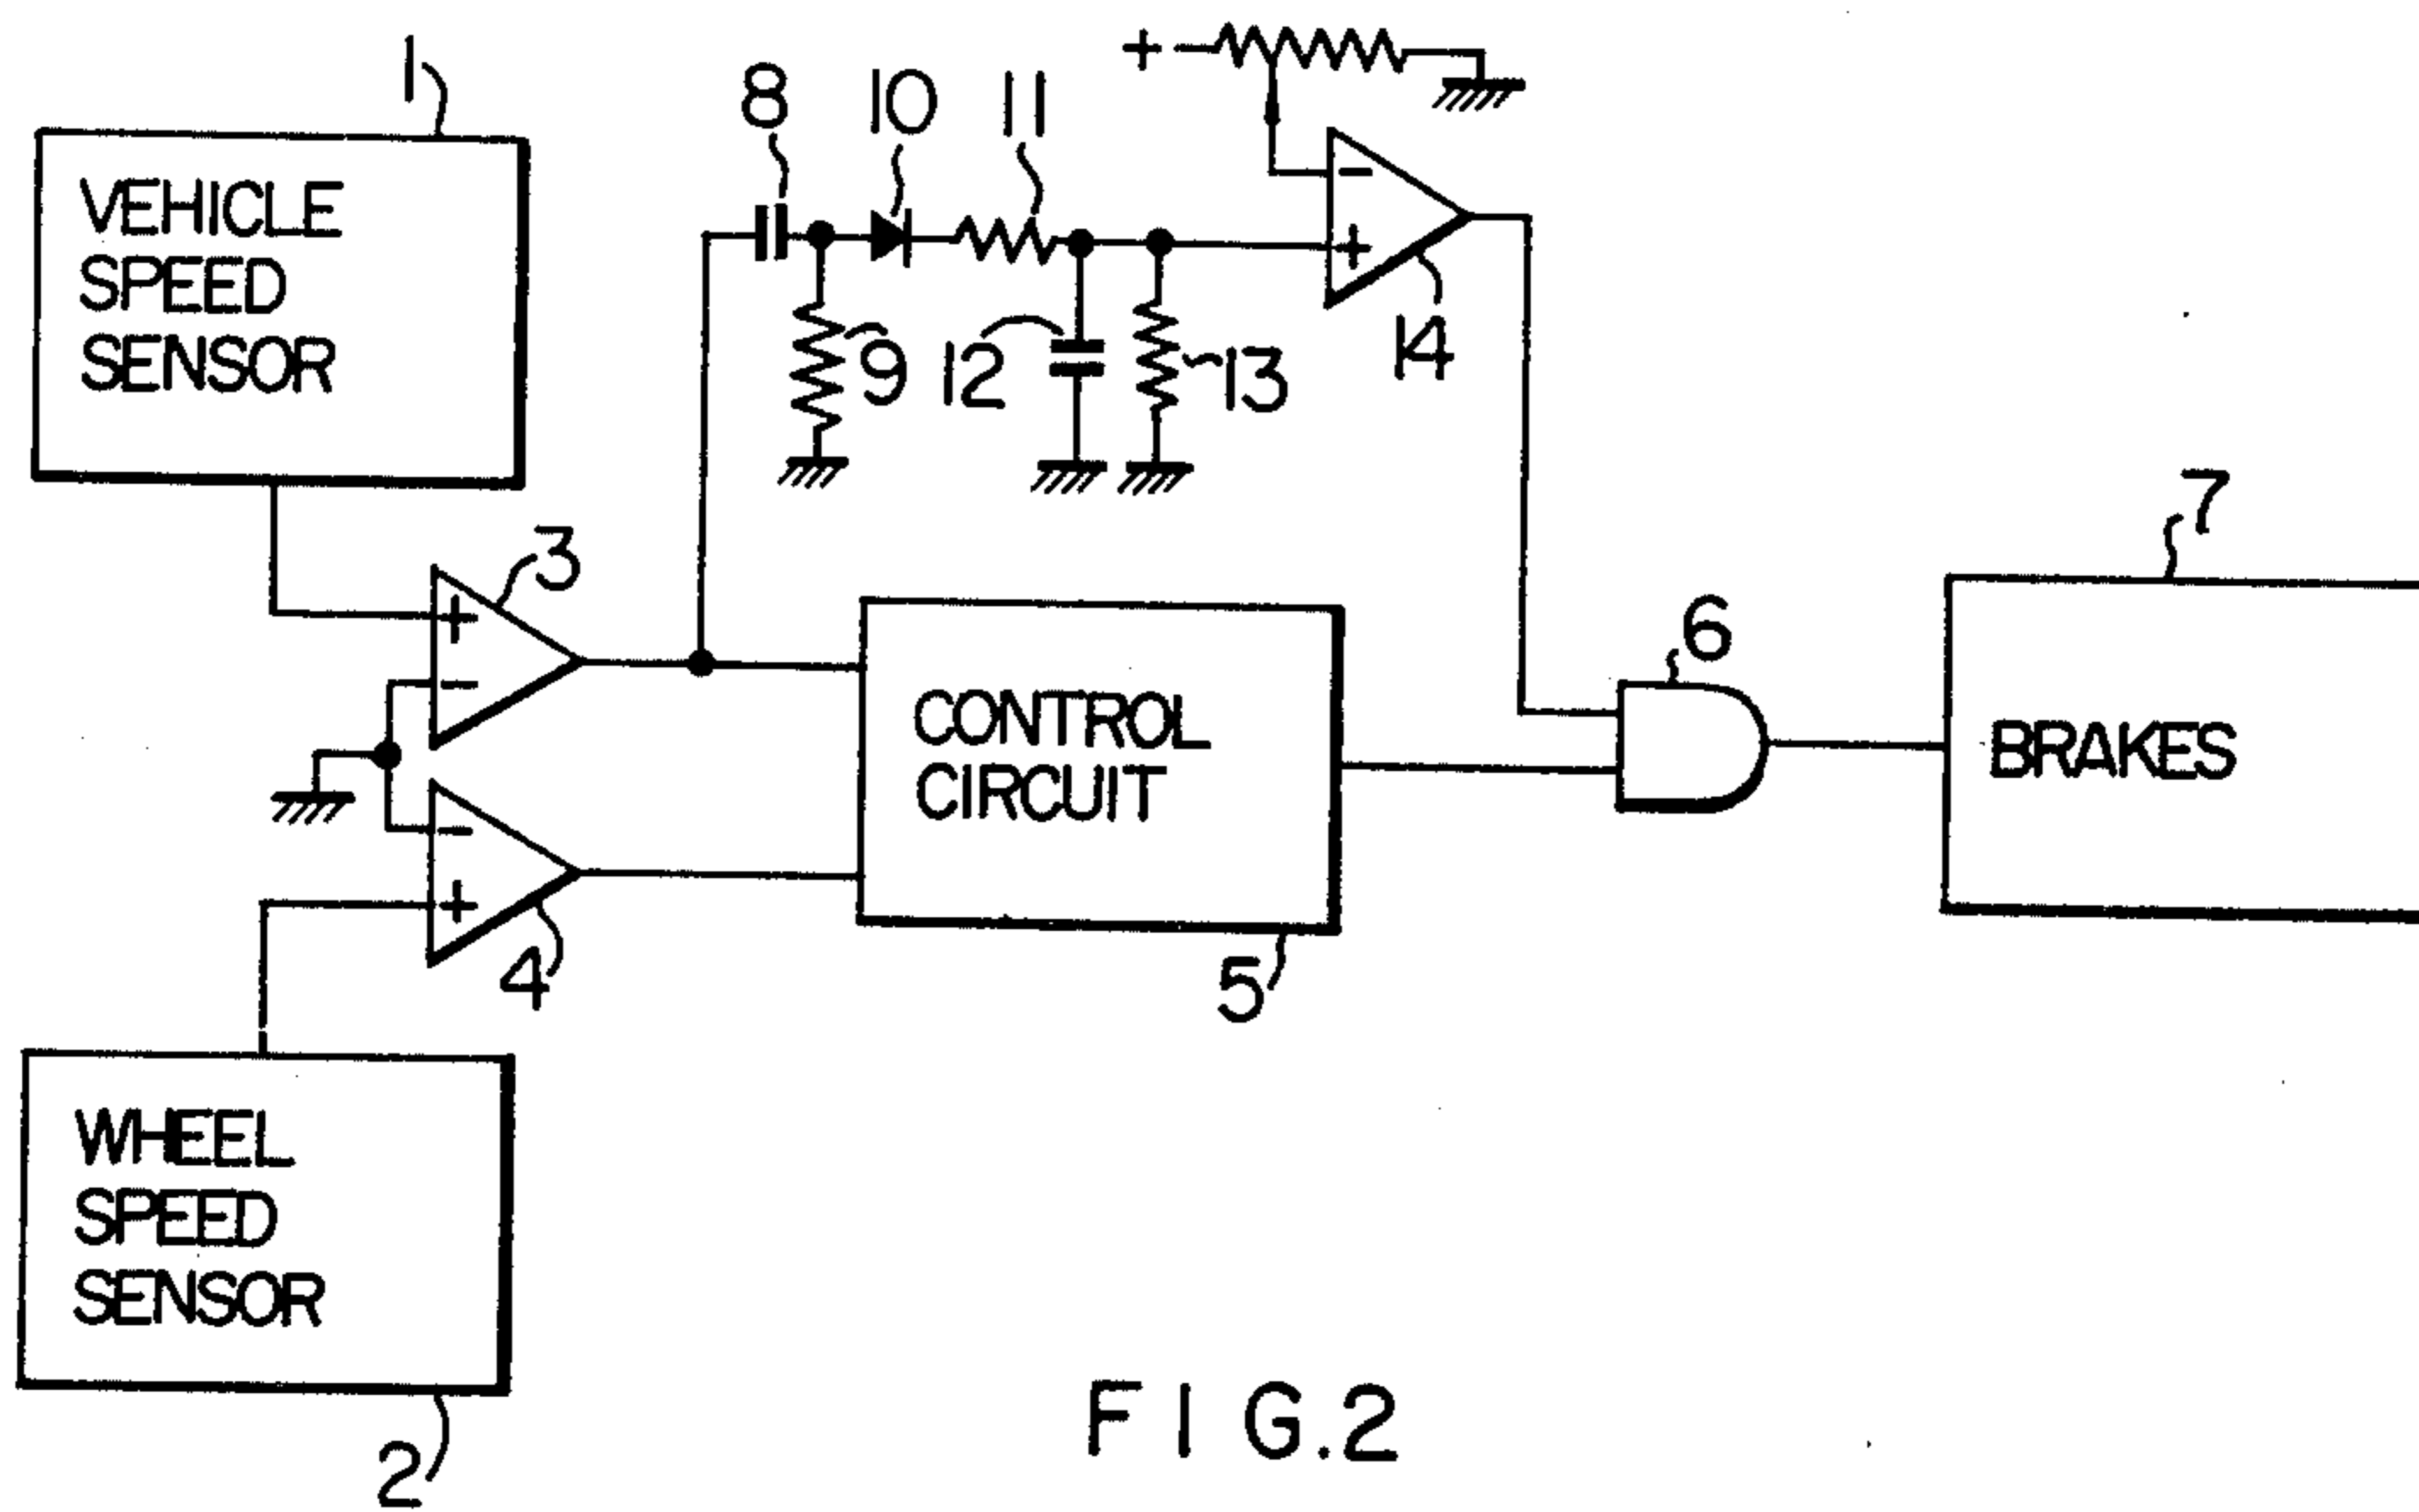 1
8 10 11
+
VEHICLE
SPEED
SENSOR
−
+
9 12 13 14
7
3
+
−
6
CONTROL
CIRCUIT
BRAKES
−
+
4
5
WHEEL
SPEED
SENSOR
2
FIG.2